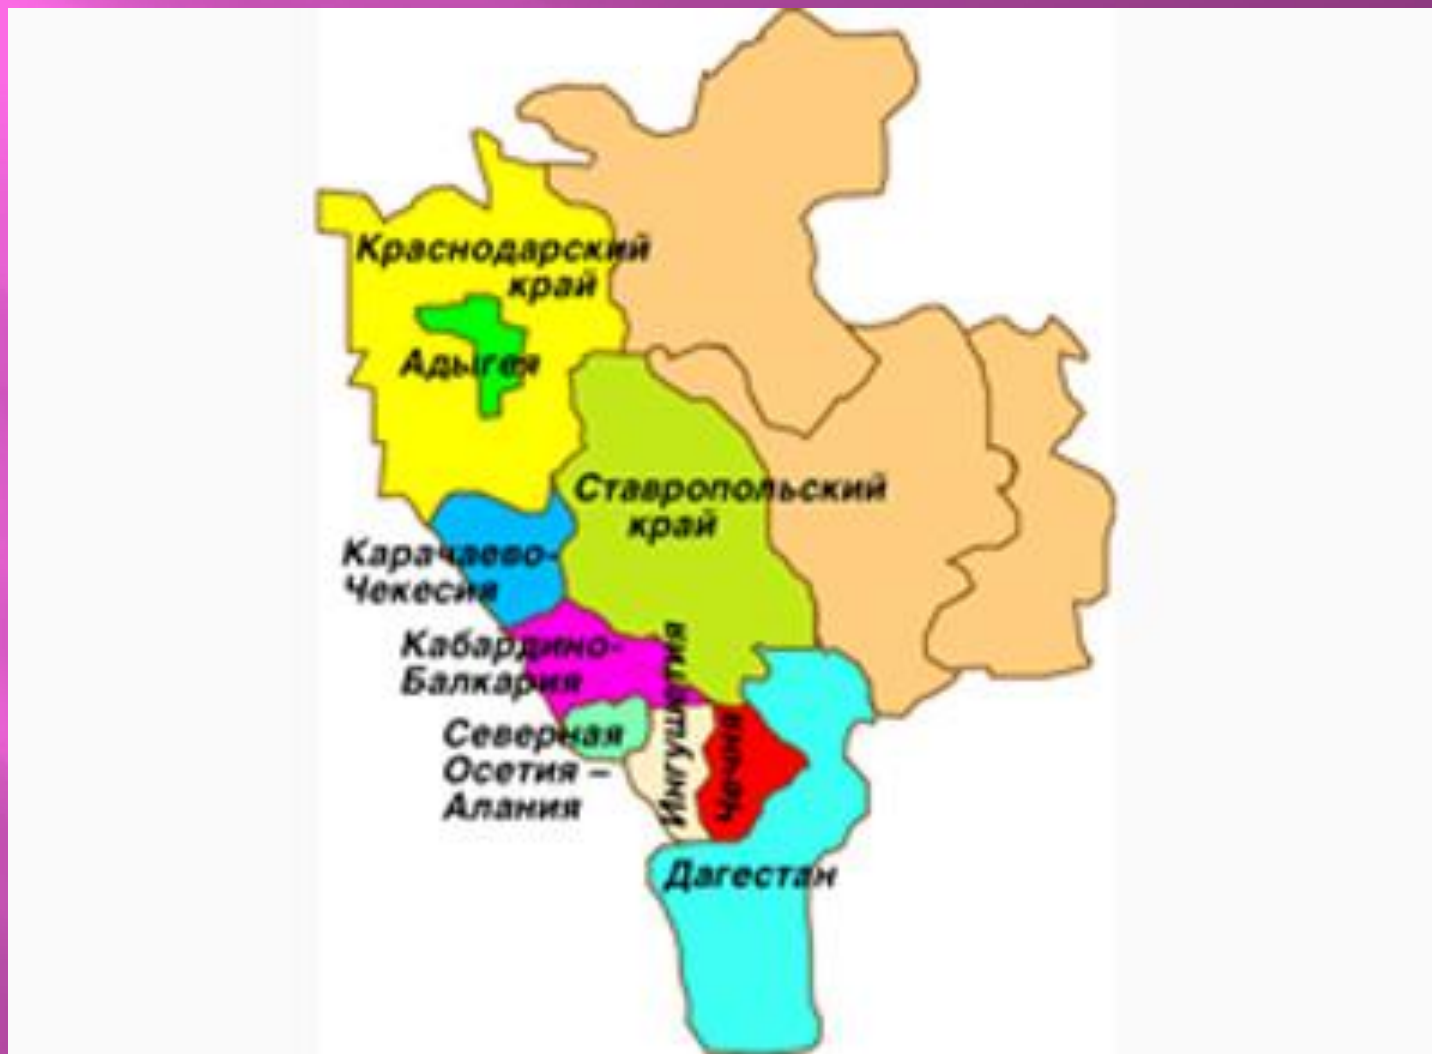 Краснодарский
край
Адыгея
Ставропольский
край
Карачаево-
Чекесия
Кабардино-
Балкария
Ингушетия
Чечня
Северная
Осетия –
Алания
Дагестан